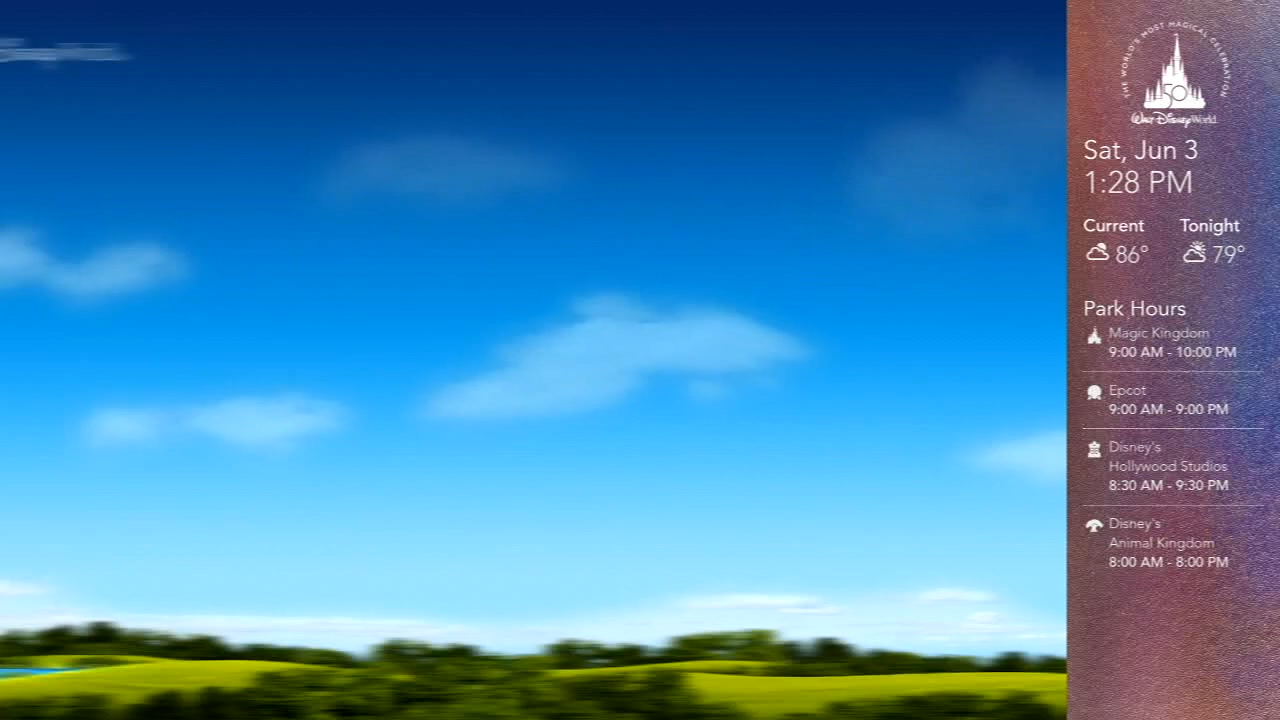 THE WORLD'S MOST MAGICAL CELEBRATION
50
Walt Disney World
Sat, Jun 3
1:28 PM
Current Tonight
86° 79°
Park Hours
Magic Kingdom
9:00 AM - 10:00 PM
Epcot
9:00 AM - 9:00 PM
Disney's
Hollywood Studios
8:30 AM - 9:30 PM
Disney's
Animal Kingdom
8:00 AM - 8:00 PM